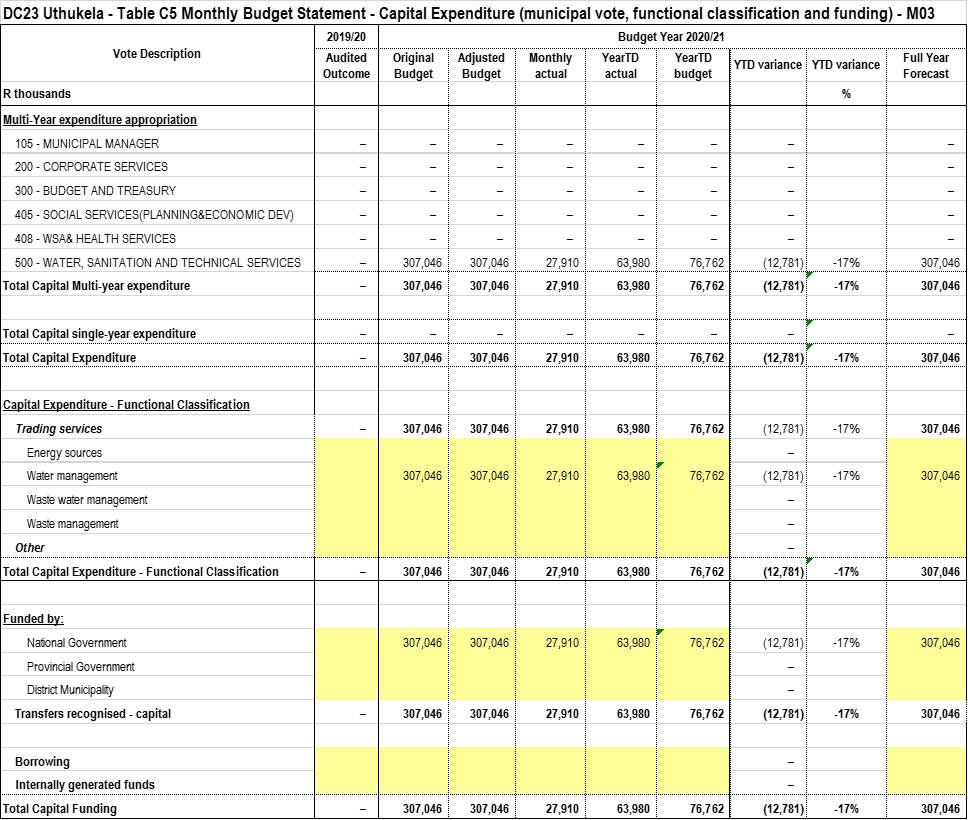 DC23 Uthukela - Table C5 Monthly Budget Statement - Capital Expenditure (municipal vote, functional classification and funding) - M03
Vote Description 2019/20 Budget Year 2020/21
Audited Outcome Original Budget Adjusted Budget Monthly actual YearTD actual YearTD budget YTD variance YTD variance Full Year Forecast
R thousands %
Multi-Year expenditure appropriation
105 - MUNICIPAL MANAGER – – – – – – – –
200 - CORPORATE SERVICES – – – – – – – –
300 - BUDGET AND TREASURY – – – – – – – –
405 - SOCIAL SERVICES(PLANNING&ECONOMIC DEV) – – – – – – – –
408 - WSA& HEALTH SERVICES – – – – – – – –
500 - WATER, SANITATION AND TECHNICAL SERVICES – 307,046 307,046 27,910 63,980 76,762 (12,781) -17% 307,046
Total Capital Multi-year expenditure – 307,046 307,046 27,910 63,980 76,762 (12,781) -17% 307,046
Total Capital single-year expenditure – – – – – – – –
Total Capital Expenditure – 307,046 307,046 27,910 63,980 76,762 (12,781) -17% 307,046
Capital Expenditure - Functional Classification
Trading services – 307,046 307,046 27,910 63,980 76,762 (12,781) -17% 307,046
Energy sources –
Water management 307,046 307,046 27,910 63,980 76,762 (12,781) -17% 307,046
Waste water management –
Waste management –
Other –
Total Capital Expenditure - Functional Classification – 307,046 307,046 27,910 63,980 76,762 (12,781) -17% 307,046
Funded by:
National Government 307,046 307,046 27,910 63,980 76,762 (12,781) -17% 307,046
Provincial Government –
District Municipality –
Transfers recognised - capital – 307,046 307,046 27,910 63,980 76,762 (12,781) -17% 307,046
Borrowing –
Internally generated funds –
Total Capital Funding – 307,046 307,046 27,910 63,980 76,762 (12,781) -17% 307,046